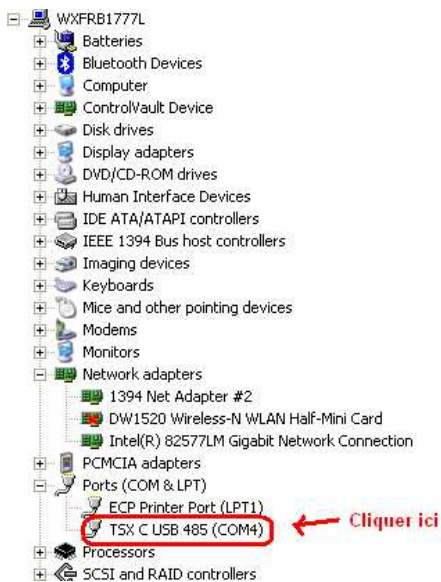 WXFRB1777L
Batteries
Bluetooth Devices
Computer
ControlVault Device
Disk drives
Display adapters
DVD/CD-ROM drives
Human Interface Devices
IDE ATA/ATAPI controllers
IEEE 1394 Bus host controllers
Imaging devices
Keyboards
Mice and other pointing devices
Modems
Monitors
Network adapters
1394 Net Adapter #2
DW1520 Wireless-N WLAN Half-Mini Card
Intel(R) 82577LM Gigabit Network Connection
PCMCIA adapters
Ports (COM & LPT)
ECP Printer Port (LPT1)
TSX C USB 485 (COM4) Cliquer ici
Processors
SCSI and RAID controllers